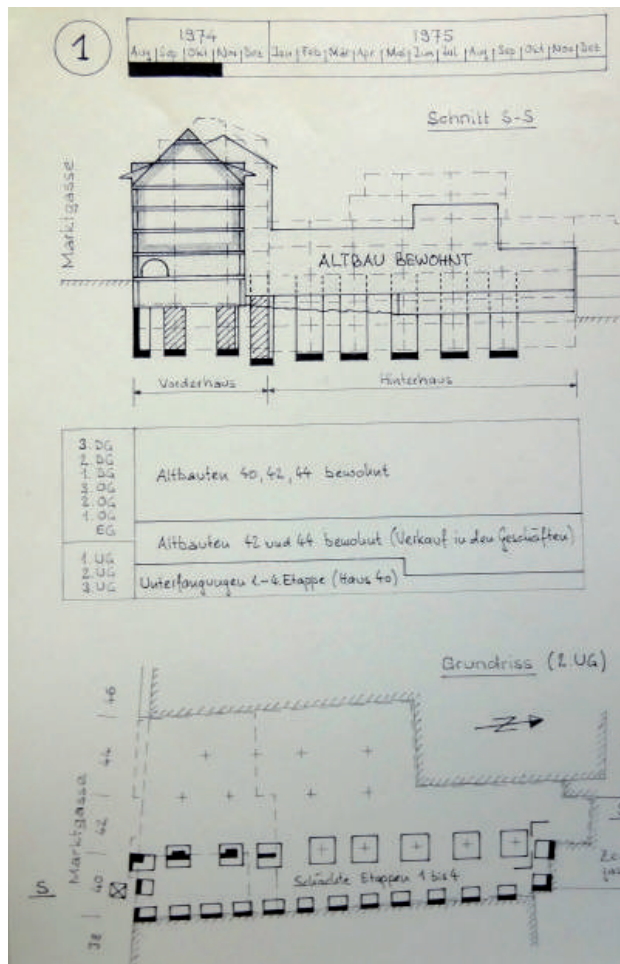 1
1974 1975
Aug Sep Okt Nov Dez Jan Feb Mär Apr Mai Jun Jul Aug Sep Okt Nov Dez
Schnitt S-S
Marktgasse
ALTBAU BEWOHNT
Vorderhaus Hinterhaus
3. DG
2. DG
1. DG
3. OG
2. OG
1. OG
EG
1. UG
2. UG
3. UG
Altbauten 40, 42, 44 bewohnt
Altbauten 42 und 44 bewohnt (Verkauf in den Geschäften)
Unterfangungen 1.-4. Etappe (Haus 40)
Grundriss (2. UG)
Z
Marktgasse
46
44
42
40
38
S
Schächte Etappen 1 bis 4